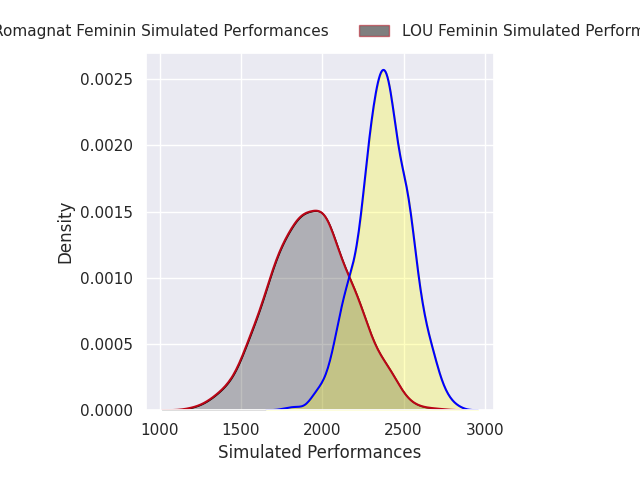 Romagnat Feminin Simulated Performances LOU Feminin Simulated Perform
0.0025
0.0020
0.0015
0.0010
0.0005
0.0000
Density
1000 1500 2000 2500 3000
Simulated Performances